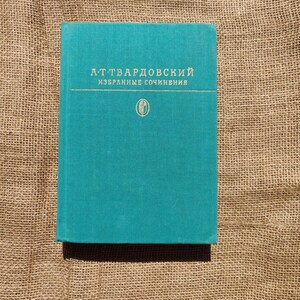 А·Т·ТВАРДОВСКИЙ
ИЗБРАННЫЕ СОЧИНЕНИЯ